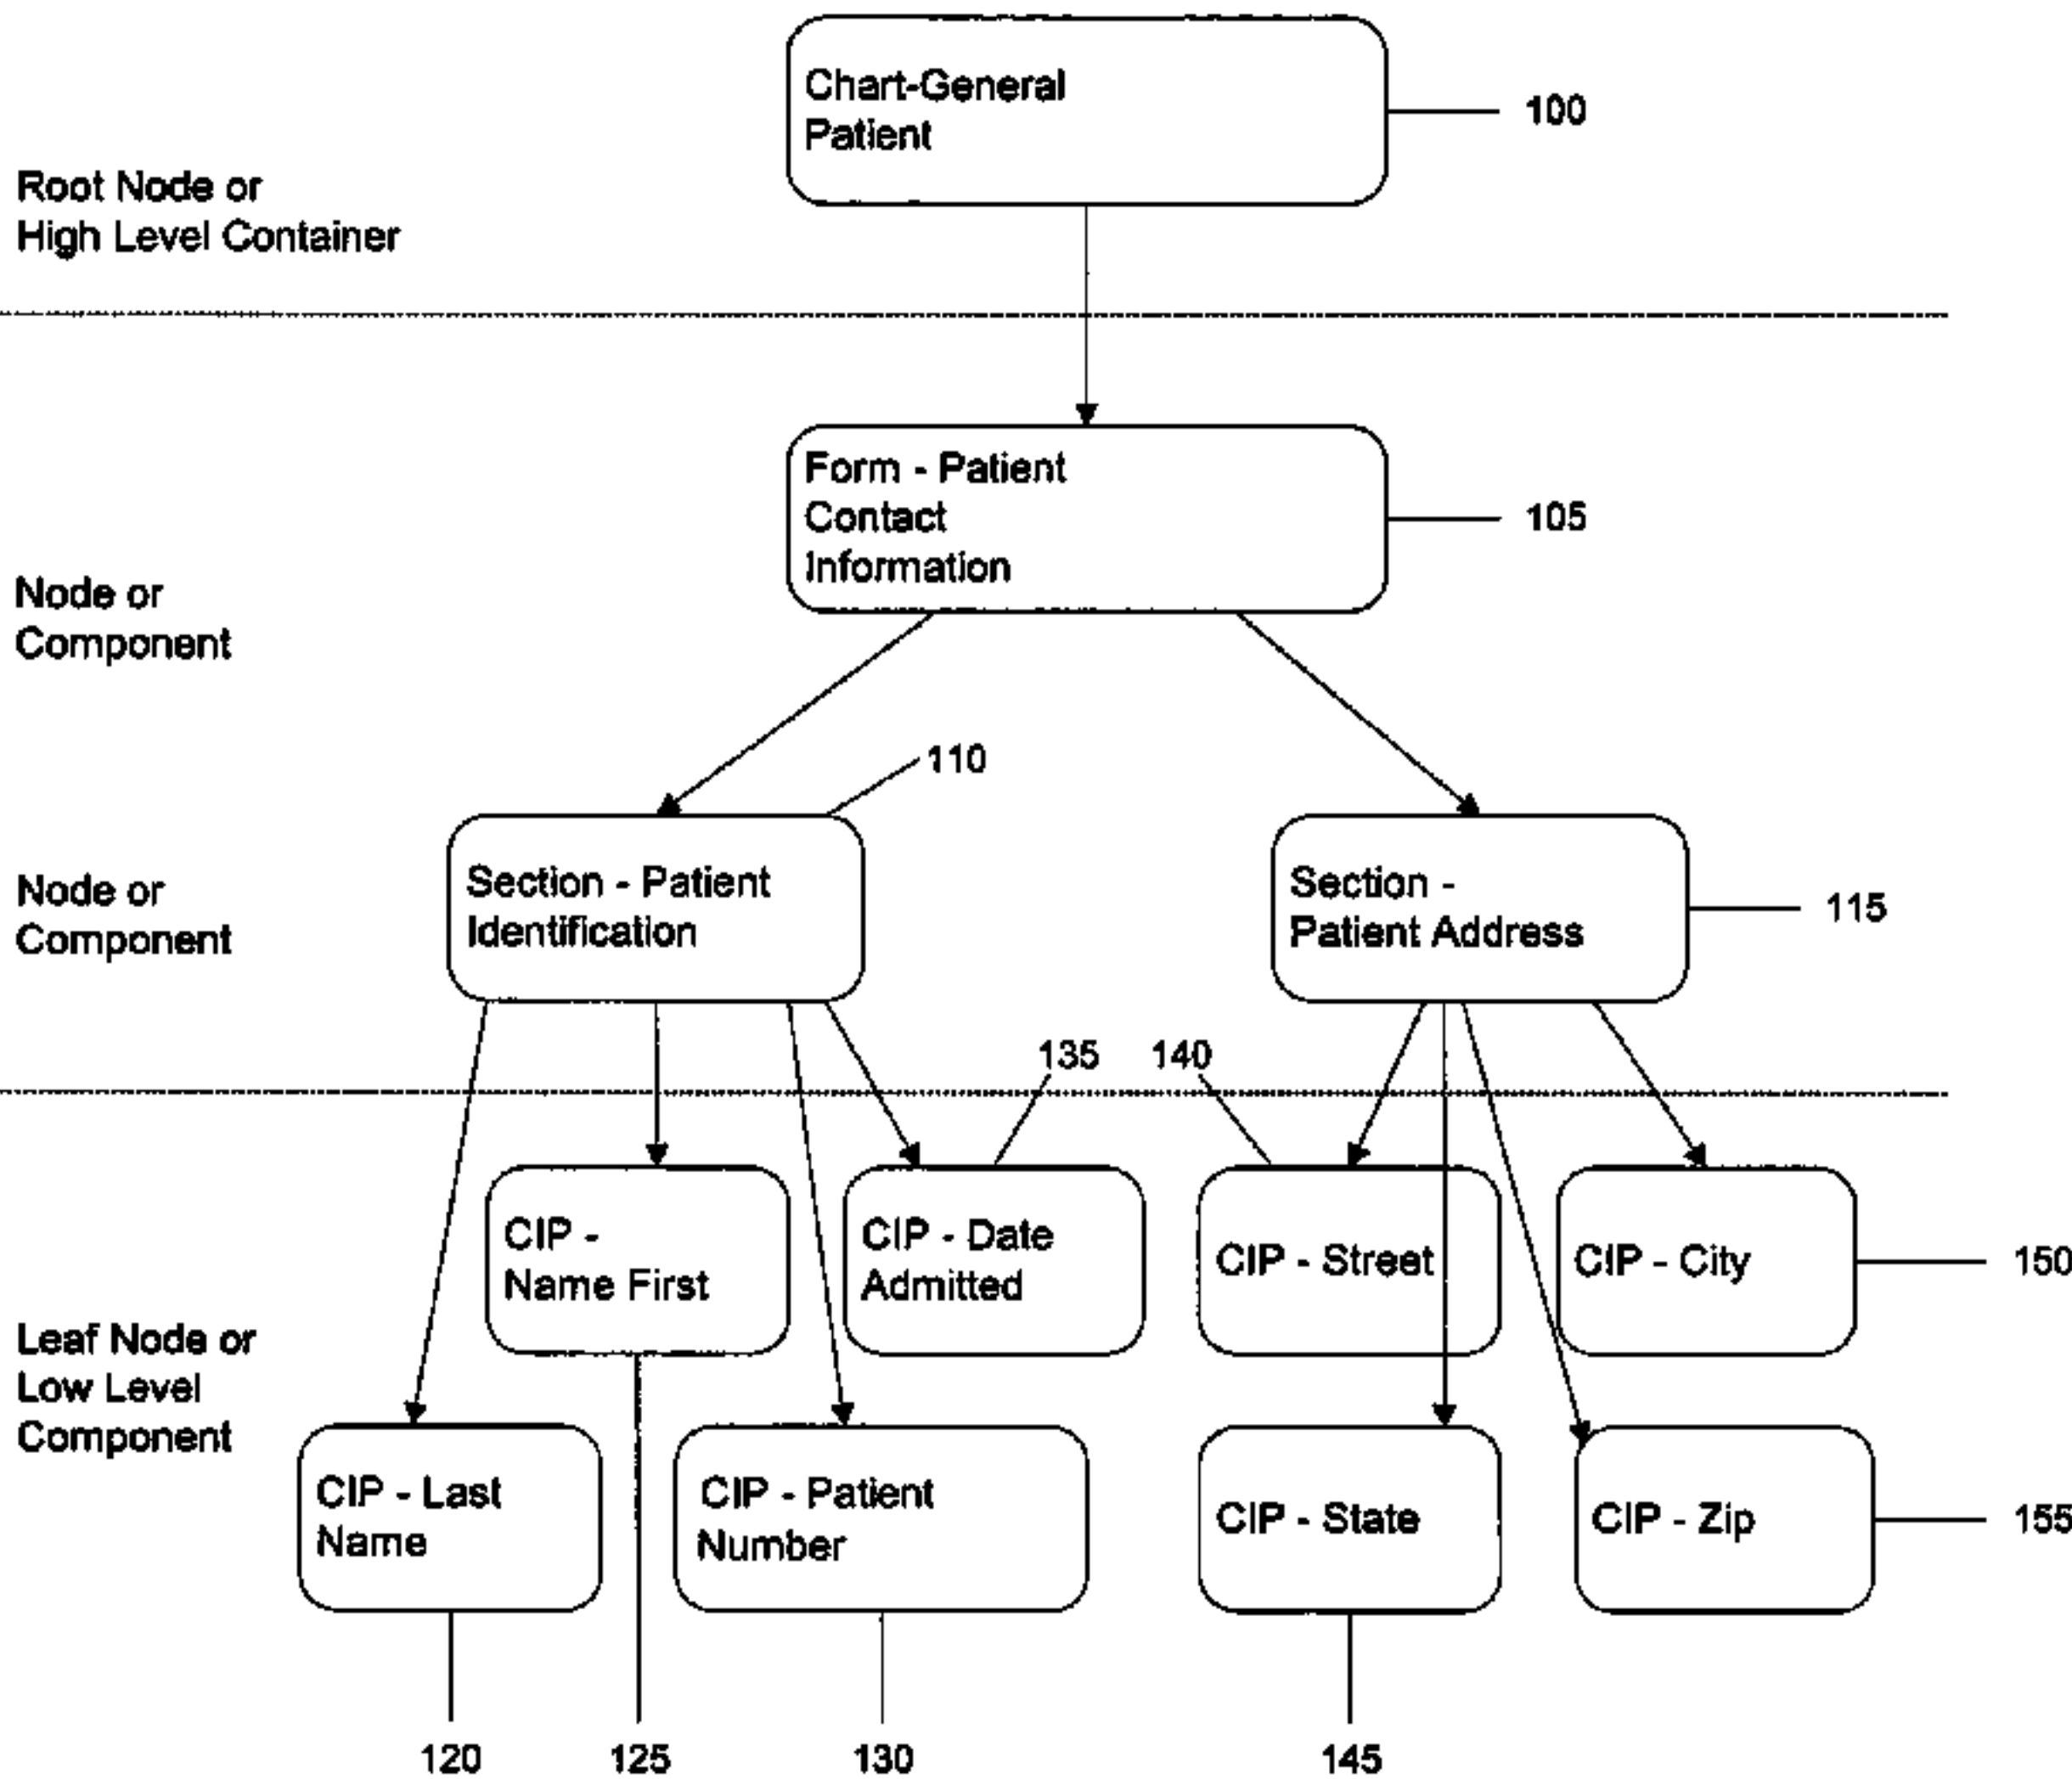 Chart-General
Patient
100
Root Node or
High Level Container
Form - Patient
Contact
Information
105
Node or
Component
110
Section - Patient
Identification
Section -
Patient Address
115
Node or
Component
135
140
CIP -
Name First
CIP - Date
Admitted
CIP - Street
CIP - City
150
Leaf Node or
Low Level
Component
CIP - Last
Name
CIP - Patient
Number
CIP - State
CIP - Zip
155
120
125
130
145